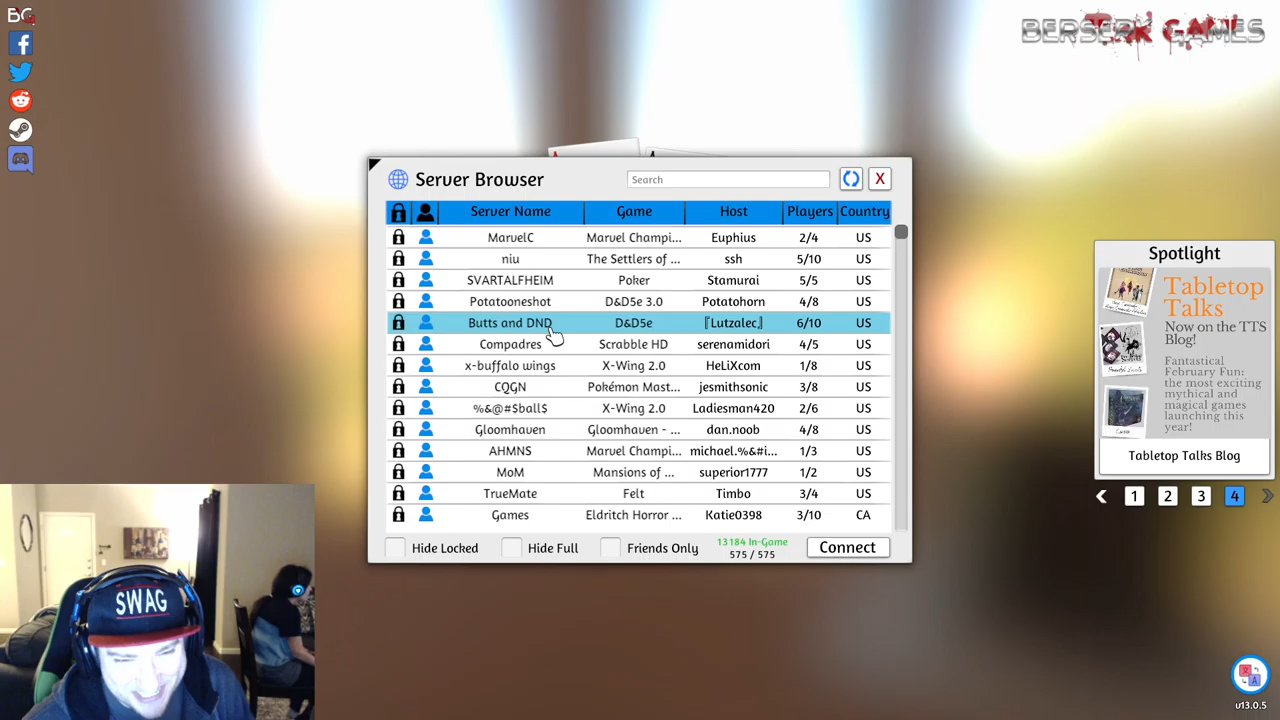 BG
BERSERK GAMES
Server Browser
Search
X
Server Name Game Host Players Country
MarvelC Marvel Champi... Euphius 2/4 US
niu The Settlers of ... ssh 5/10 US
SVARTALFHEIM Poker Stamurai 5/5 US
Potatooneshot D&D5e 3.0 Potatohorn 4/8 US
Butts and DND D&D5e 『Lutzalec』 6/10 US
Compadres Scrabble HD serenamidori 4/5 US
x-buffalo wings X-Wing 2.0 HeLiXcom 1/8 US
CQGN Pokémon Mast... jesmithsonic 3/8 US
%&@#$ball$ X-Wing 2.0 Ladiesman420 2/6 US
Gloomhaven Gloomhaven - ... dan.noob 4/8 US
AHMNS Marvel Champi... michael.%&#i... 1/3 US
MoM Mansions of ... superior1777 1/2 US
TrueMate Felt Timbo 3/4 US
Games Eldritch Horror ... Katie0398 3/10 CA
Hide Locked Hide Full Friends Only
13184 In-Game
575 / 575
Connect
Spotlight
Tabletop
Talks
Now on the TTS
Blog!
Fantastical
February Fun:
the most exciting
mythical and
magical games
launching this
year!
Tabletop Talks Blog
1 2 3 4
SWAG
v13.0.5